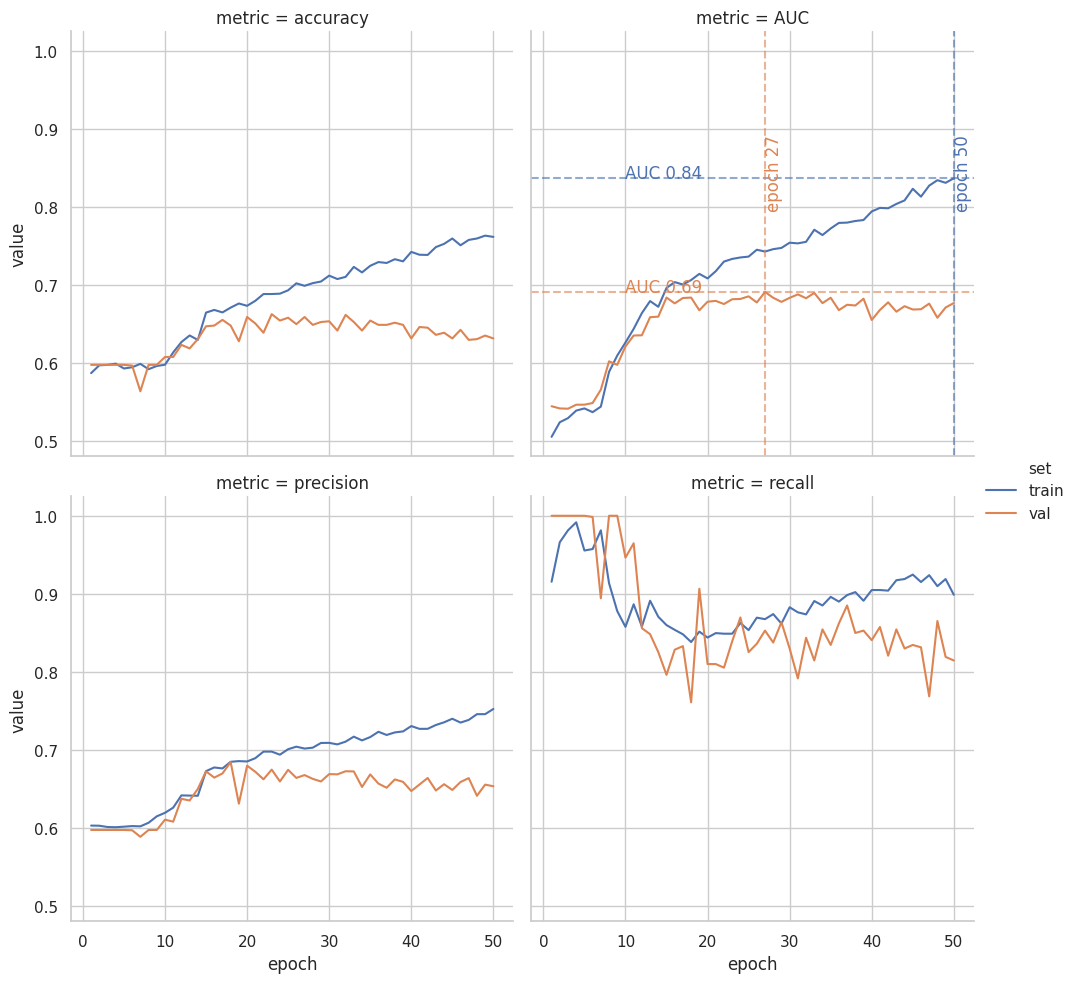 metric = accuracy
metric = AUC
1.0
0.9
0.8
0.7
0.6
0.5
value
AUC 0.84
AUC 0.69
epoch 27
epoch 50
set
train
val
metric = precision
metric = recall
1.0
0.9
0.8
0.7
0.6
0.5
value
0 10 20 30 40 50
epoch
0 10 20 30 40 50
epoch